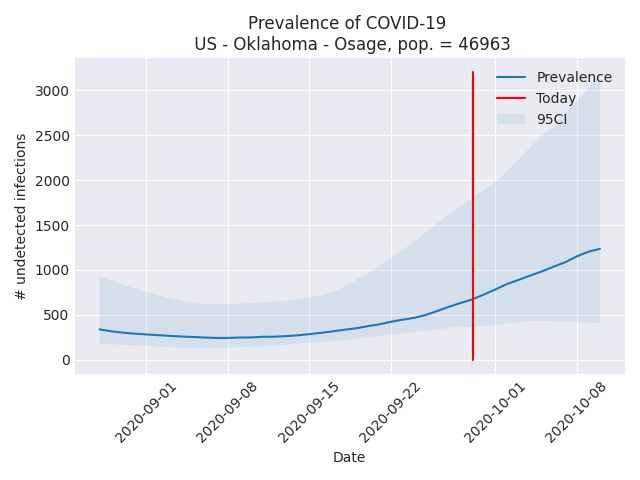 Prevalence of COVID-19
US - Oklahoma - Osage, pop. = 46963
3000
2500
2000
1500
1000
500
0
# undetected infections
Prevalence
Today
95CI
2020-09-01
2020-09-08
2020-09-15
2020-09-22
2020-10-01
2020-10-08
Date